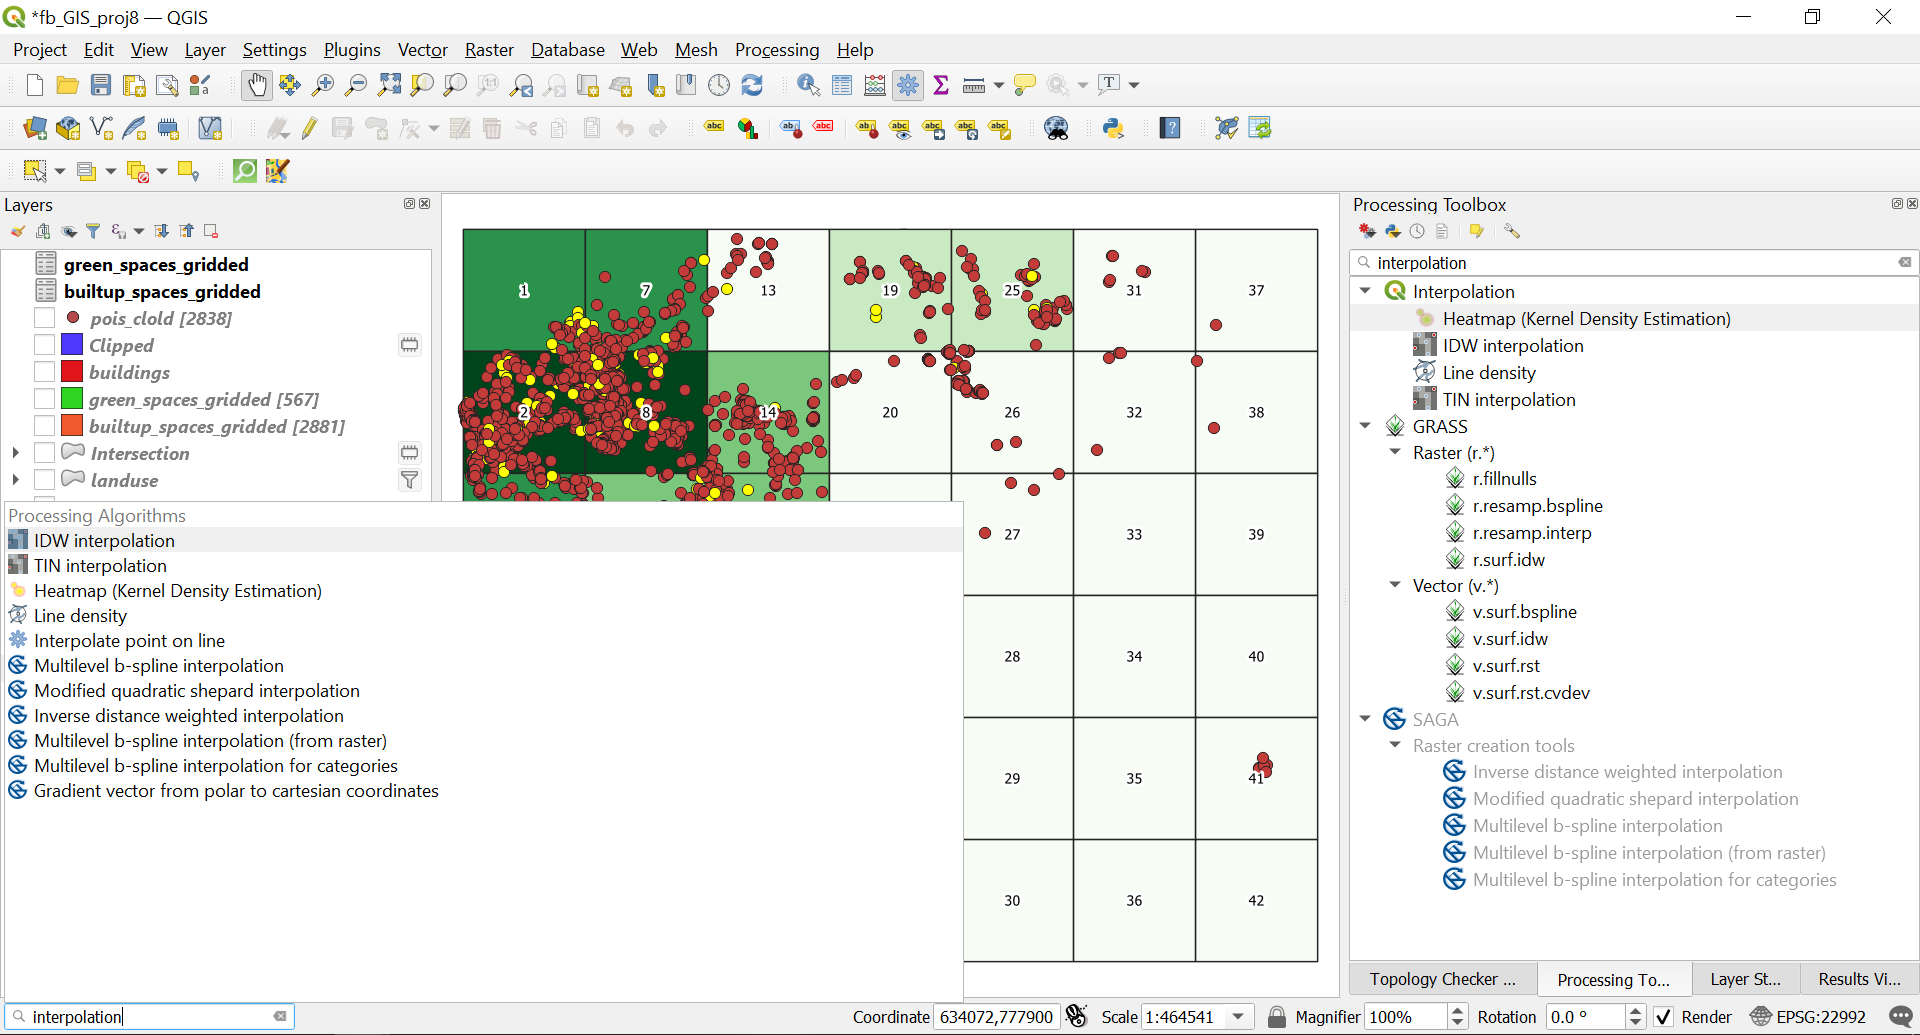 *fb_GIS_proj8 — QGIS
Project Edit View Layer Settings Plugins Vector Raster Database Web Mesh Processing Help
Layers
green_spaces_gridded
builtup_spaces_gridded
pois_clold [2838]
Clipped
buildings
green_spaces_gridded [567]
builtup_spaces_gridded [2881]
Intersection
landuse
Processing Algorithms
IDW interpolation
TIN interpolation
Heatmap (Kernel Density Estimation)
Line density
Interpolate point on line
Multilevel b-spline interpolation
Modified quadratic shepard interpolation
Inverse distance weighted interpolation
Multilevel b-spline interpolation (from raster)
Multilevel b-spline interpolation for categories
Gradient vector from polar to cartesian coordinates
interpolation
1 7 13 19 25 31 37
2 8 14 20 26 32 38
27 33 39
28 34 40
29 35 41
30 36 42
Processing Toolbox
interpolation
Interpolation
Heatmap (Kernel Density Estimation)
IDW interpolation
Line density
TIN interpolation
GRASS
Raster (r.*)
r.fillnulls
r.resamp.bspline
r.resamp.interp
r.surf.idw
Vector (v.*)
v.surf.bspline
v.surf.idw
v.surf.rst
v.surf.rst.cvdev
SAGA
Raster creation tools
Inverse distance weighted interpolation
Modified quadratic shepard interpolation
Multilevel b-spline interpolation
Multilevel b-spline interpolation (from raster)
Multilevel b-spline interpolation for categories
Topology Checker ... Processing To... Layer St... Results Vi...
Coordinate 634072,777900 Scale 1:464541 Magnifier 100% Rotation 0.0 ° Render EPSG:22992